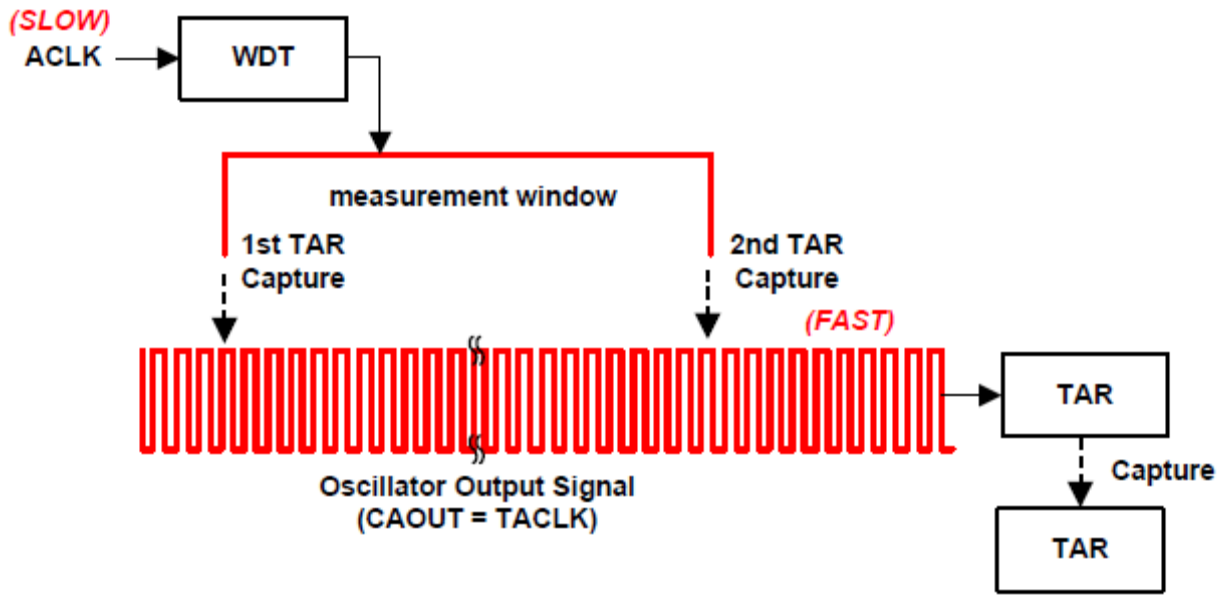 (SLOW)
ACLK
WDT
measurement window
1st TAR
Capture
2nd TAR
Capture
(FAST)
TAR
Capture
Oscillator Output Signal
(CAOUT = TACLK)
TAR